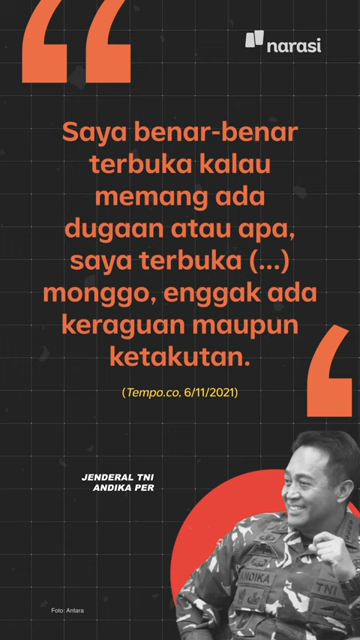 narasi
Saya benar-benar
terbuka kalau
memang ada
dugaan atau apa,
saya terbuka (...)
monggo, enggak ada
keraguan maupun
ketakutan.
(Tempo.co, 6/11/2021)
JENDERAL TNI
ANDIKA PER
ANDIKA
TNI
Foto: Antara